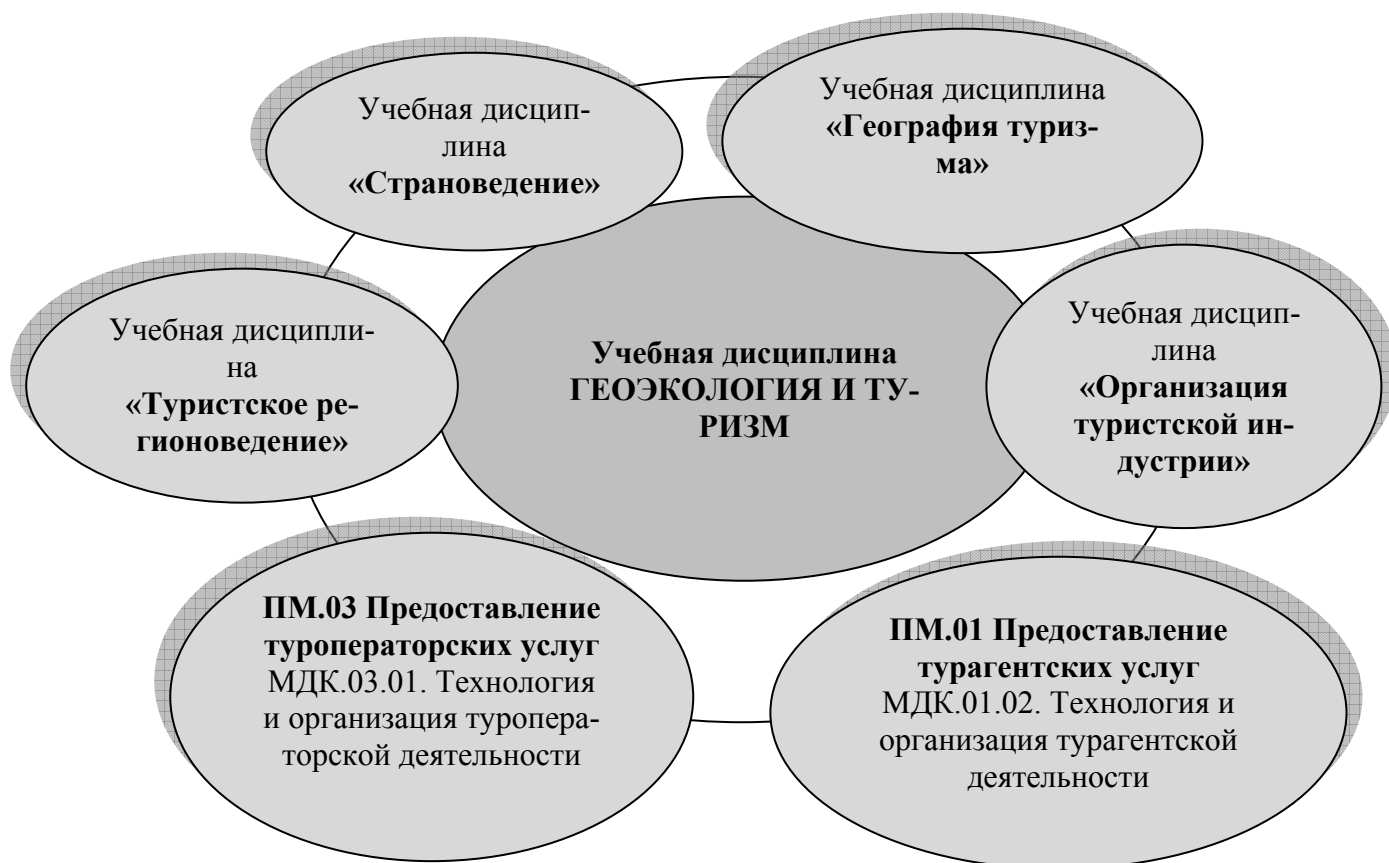 Учебная дисцип-
лина
«Страноведение»
Учебная дисциплина
«География туриз-
ма»
Учебная дисципли-
на
«Туристское ре-
гионоведение»
Учебная дисциплина
ГЕОЭКОЛОГИЯ И ТУ-
РИЗМ
Учебная дисцип-
лина
«Организация
туристской ин-
дустрии»
ПМ.03 Предоставление
туроператорских услуг
МДК.03.01. Технология
и организация туропера-
торской деятельности
ПМ.01 Предоставление
турагентских услуг
МДК.01.02. Технология и
организация турагентской
деятельности